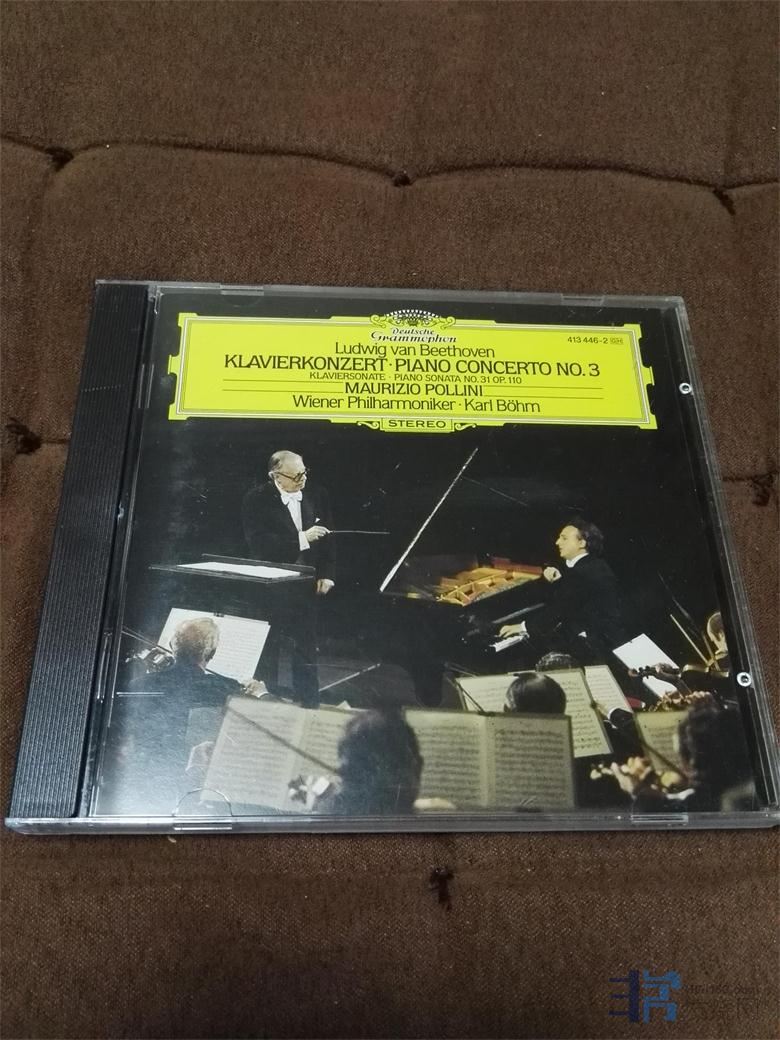 Deutsche
Grammophon
413 446-2 GH
Ludwig van Beethoven
KLAVIERKONZERT · PIANO CONCERTO NO. 3
KLAVIERSONATE · PIANO SONATA NO. 31 OP. 110
MAURIZIO POLLINI
Wiener Philharmoniker · Karl Böhm
STEREO